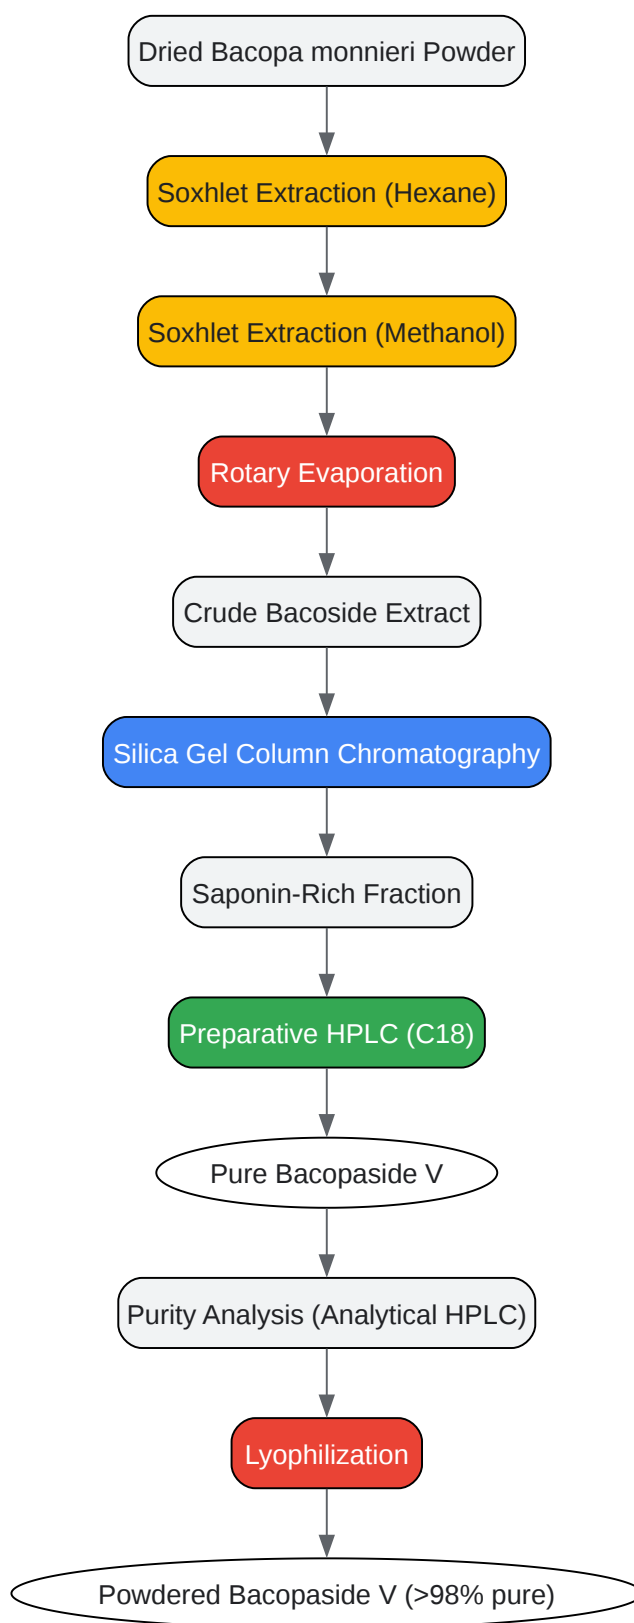 Dried Bacopa monnieri Powder
Soxhlet Extraction (Hexane)
Soxhlet Extraction (Methanol)
Rotary Evaporation
Crude Bacoside Extract
Silica Gel Column Chromatography
Saponin-Rich Fraction
Preparative HPLC (C18)
Pure Bacopaside V
Purity Analysis (Analytical HPLC)
Lyophilization
Powdered Bacopaside V (>98% pure)